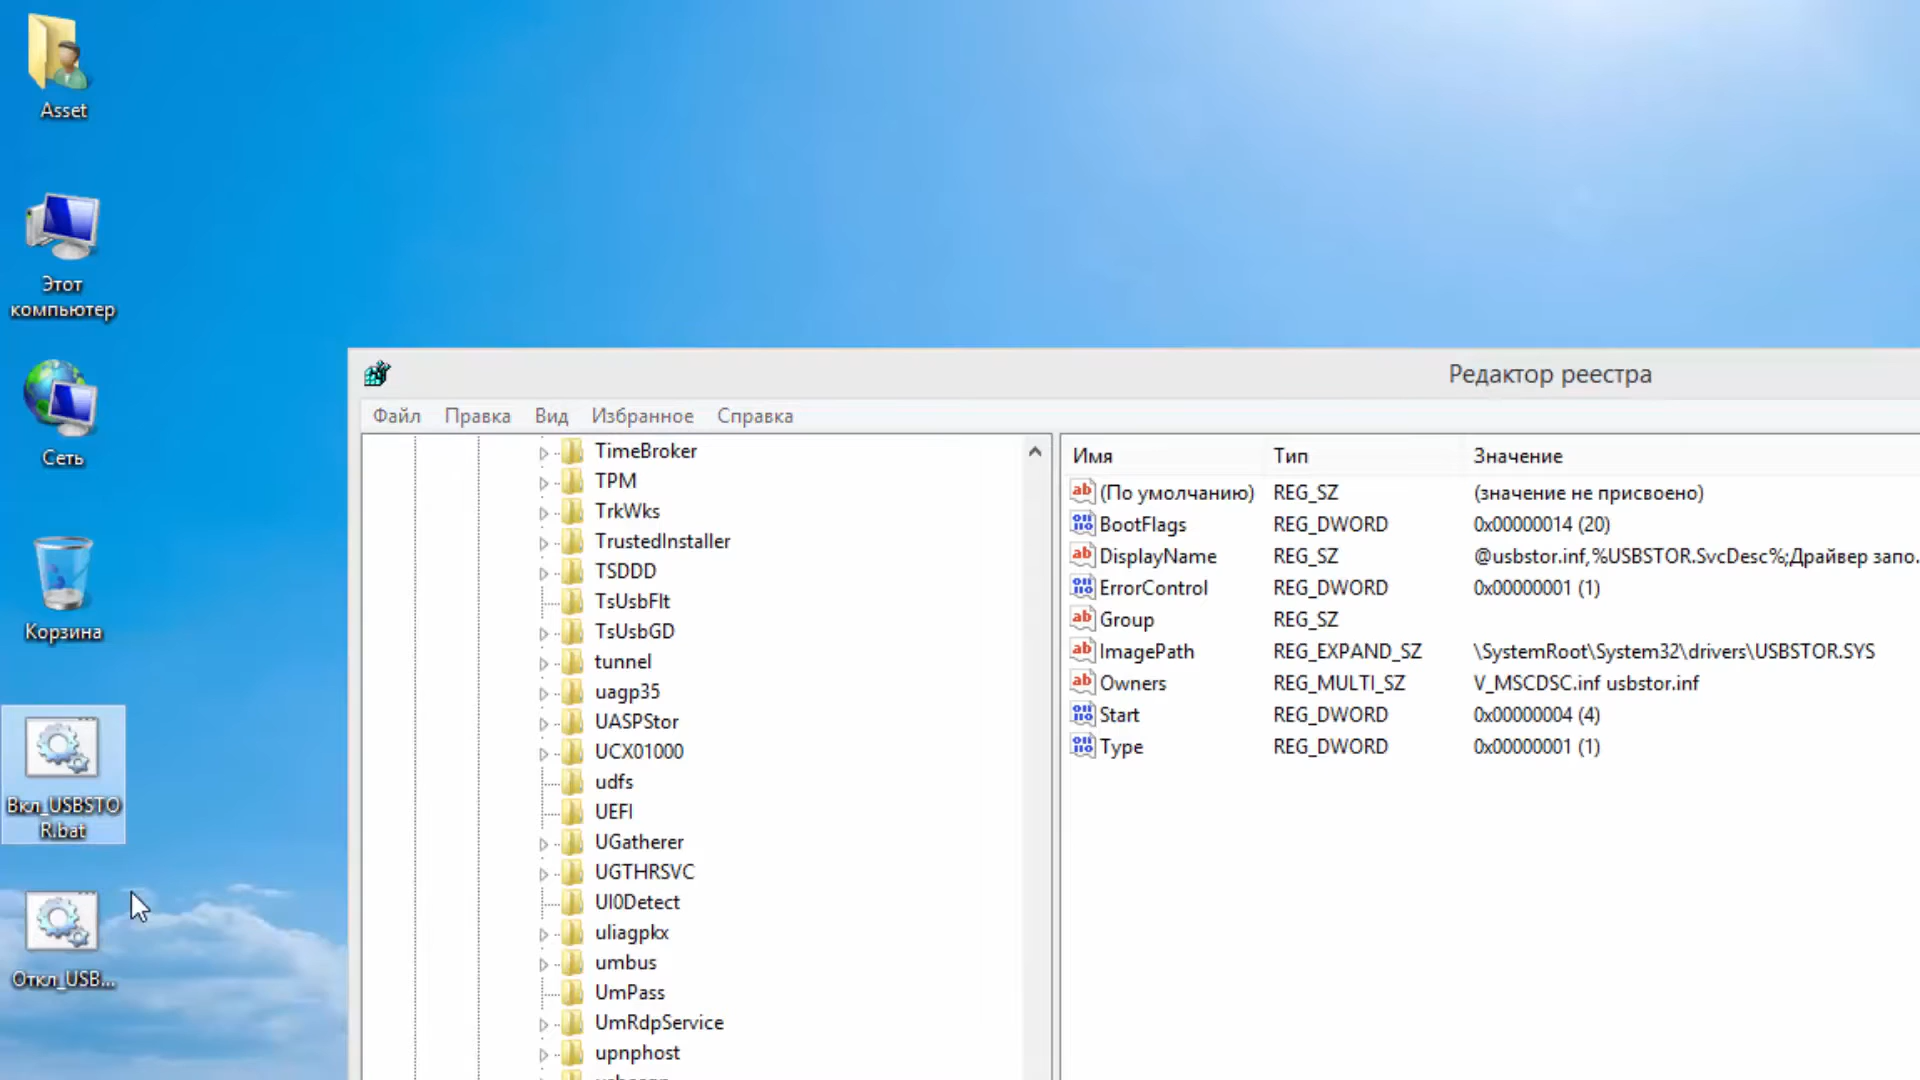 Asset
Этот
компьютер
Сеть
Корзина
Вкл_USBSTO
R.bat
Откл_USB...
Редактор реестра
Файл Правка Вид Избранное Справка
TimeBroker
TPM
TrkWks
TrustedInstaller
TSDDD
TsUsbFlt
TsUsbGD
tunnel
uagp35
UASPStor
UCX01000
udfs
UEFI
UGatherer
UGTHRSVC
UI0Detect
uliagpkx
umbus
UmPass
UmRdpService
upnphost
Имя Тип Значение
(По умолчанию) REG_SZ (значение не присвоено)
BootFlags REG_DWORD 0x00000014 (20)
DisplayName REG_SZ @usbstor.inf,%USBSTOR.SvcDesc%;Драйвер запо...
ErrorControl REG_DWORD 0x00000001 (1)
Group REG_SZ
ImagePath REG_EXPAND_SZ \SystemRoot\System32\drivers\USBSTOR.SYS
Owners REG_MULTI_SZ V_MSCDSC.inf usbstor.inf
Start REG_DWORD 0x00000004 (4)
Type REG_DWORD 0x00000001 (1)